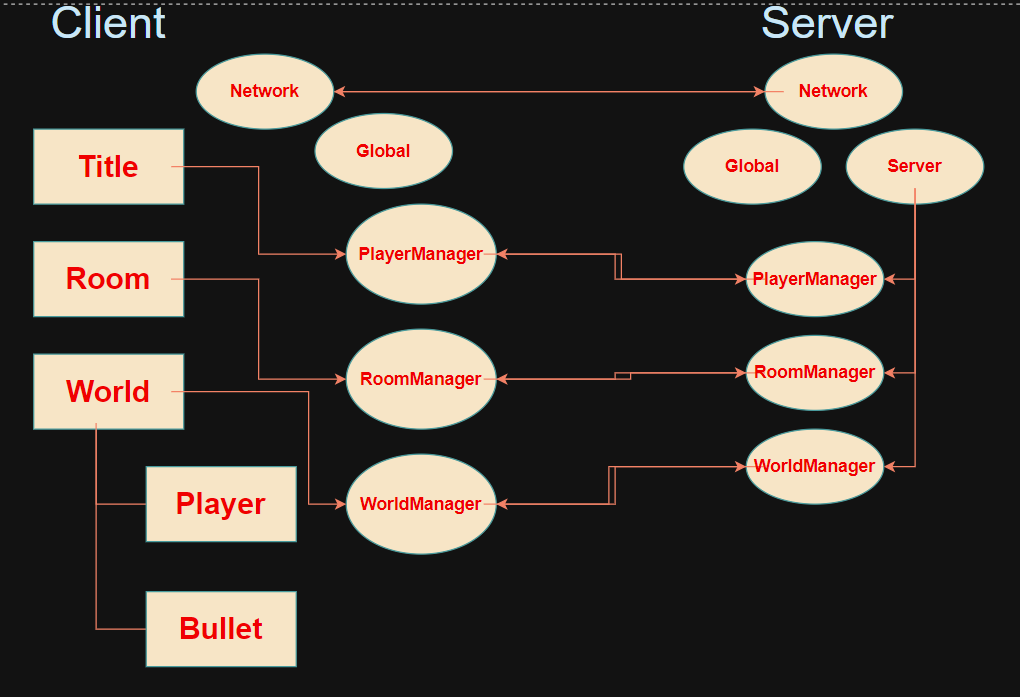 Client
Server
Network
Network
Global
Title
Global
Server
PlayerManager
Room
PlayerManager
RoomManager
RoomManager
World
WorldManager
WorldManager
Player
Bullet